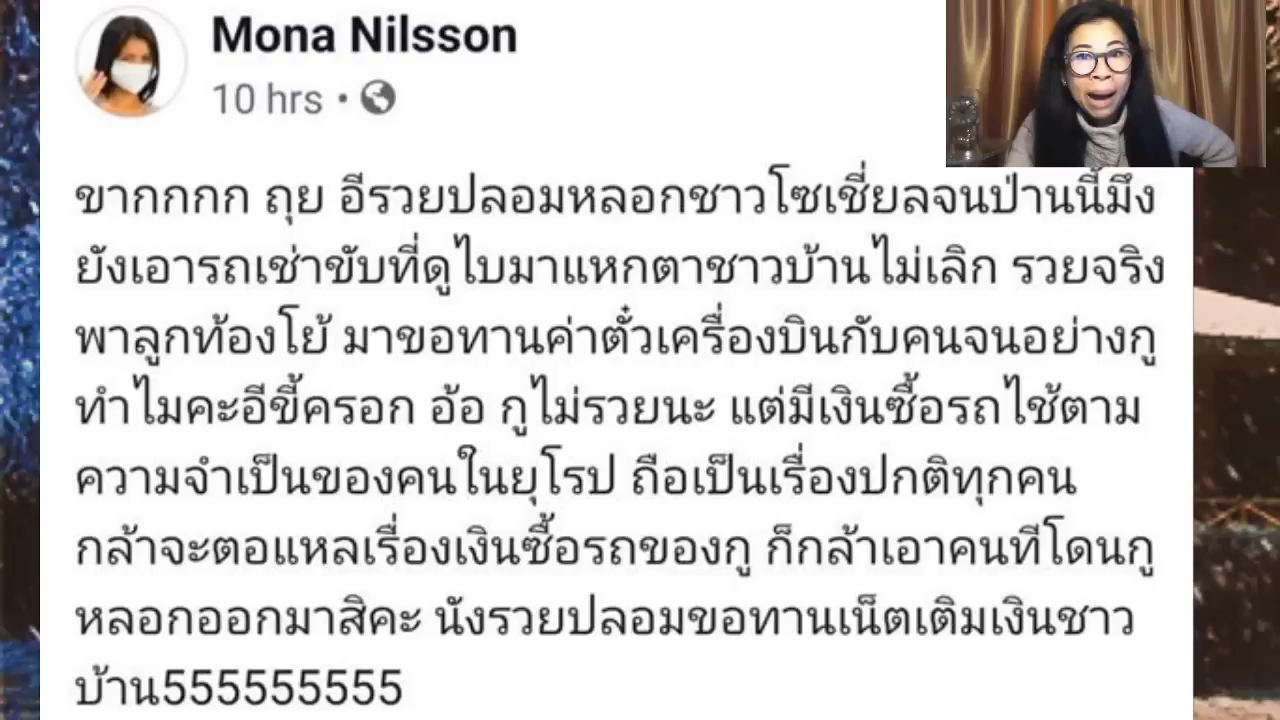 Mona Nilsson
10 hrs •
ขากกกก ถุย อีรวยปลอมหลอกชาวโซเชี่ยลจนป่านนี้มึง
ยังเอารถเช่าขับที่ดูไบมาแหกตาชาวบ้านไม่เลิก รวยจริง
พาลูกท้องโย้ มาขอทานค่าตั๋วเครื่องบินกับคนจนอย่างกู
ทำไมคะอีขี้ครอก อ้อ กูไม่รวยนะ แต่มีเงินซื้อรถไช้ตาม
ความจำเป็นของคนในยุโรป ถือเป็นเรื่องปกติทุกคน
กล้าจะตอแหลเรื่องเงินซื้อรถของกู ก็กล้าเอาคนทีโดนกู
หลอกออกมาสิคะ นังรวยปลอมขอทานเน็ตเติมเงินชาว
บ้าน555555555